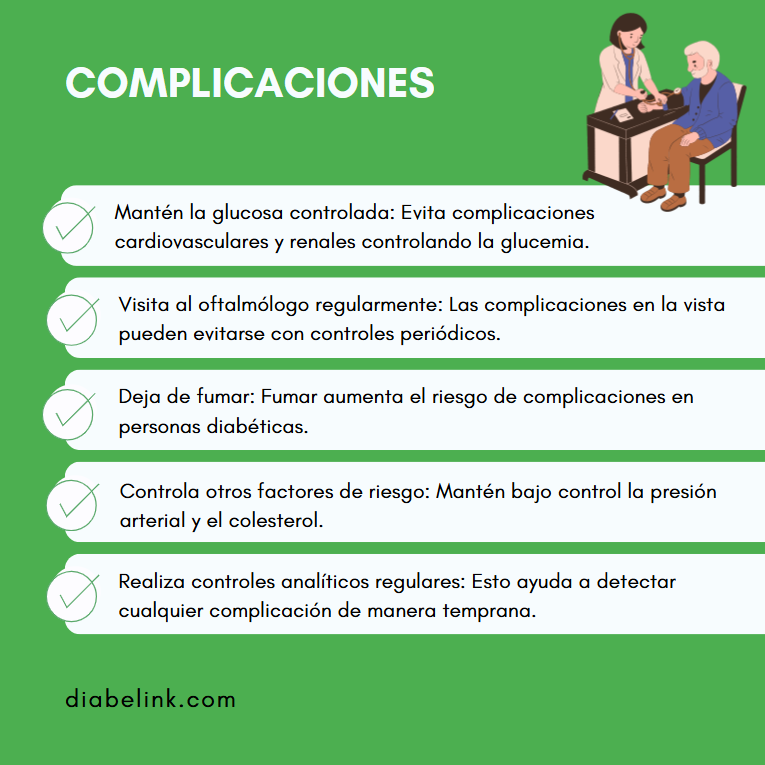 COMPLICACIONES
Mantén la glucosa controlada: Evita complicaciones
cardiovasculares y renales controlando la glucemia.
Visita al oftalmólogo regularmente: Las complicaciones en la vista
pueden evitarse con controles periódicos.
Deja de fumar: Fumar aumenta el riesgo de complicaciones en
personas diabéticas.
Controla otros factores de riesgo: Mantén bajo control la presión
arterial y el colesterol.
Realiza controles analíticos regulares: Esto ayuda a detectar
cualquier complicación de manera temprana.
diabelink.com